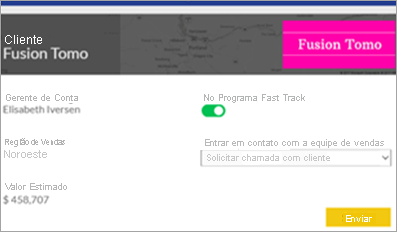 Cliente
Fusion Tomo
Fusion Tomo
Gerente de Conta
Elisabeth Iversen
No Programa Fast Track
Região de Vendas
Noroeste
Entrar em contato com a equipe de vendas
Solicitar chamada com cliente
Valor Estimado
$ 458,707
Enviar